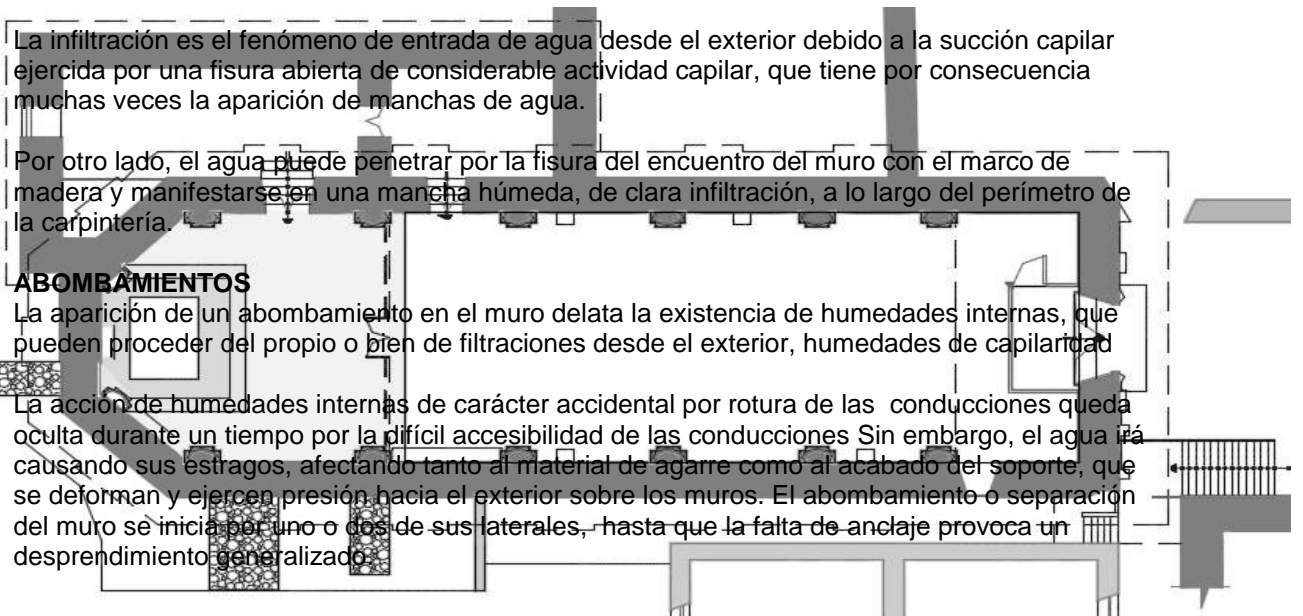 La infiltración es el fenómeno de entrada de agua desde el exterior debido a la succión capilar
ejercida por una fisura abierta de considerable actividad capilar, que tiene por consecuencia
muchas veces la aparición de manchas de agua.
Por otro lado, el agua puede penetrar por la fisura del encuentro del muro con el marco de
madera y manifestarse en una mancha húmeda, de clara infiltración, a lo largo del perímetro de
la carpintería.
ABOMBAMIENTOS
La aparición de un abombamiento en el muro delata la existencia de humedades internas, que
pueden proceder del propio o bien de filtraciones desde el exterior, humedades de capilaridad
La acción de humedades internas de carácter accidental por rotura de las conducciones queda
oculta durante un tiempo por la difícil accesibilidad de las conducciones Sin embargo, el agua irá
causando sus estragos, afectando tanto al material de agarre como al acabado del soporte, que
se deforman y ejercen presión hacia el exterior sobre los muros. El abombamiento o separación
del muro se inicia por uno o dos de sus laterales, hasta que la falta de anclaje provoca un
desprendimiento generalizado.